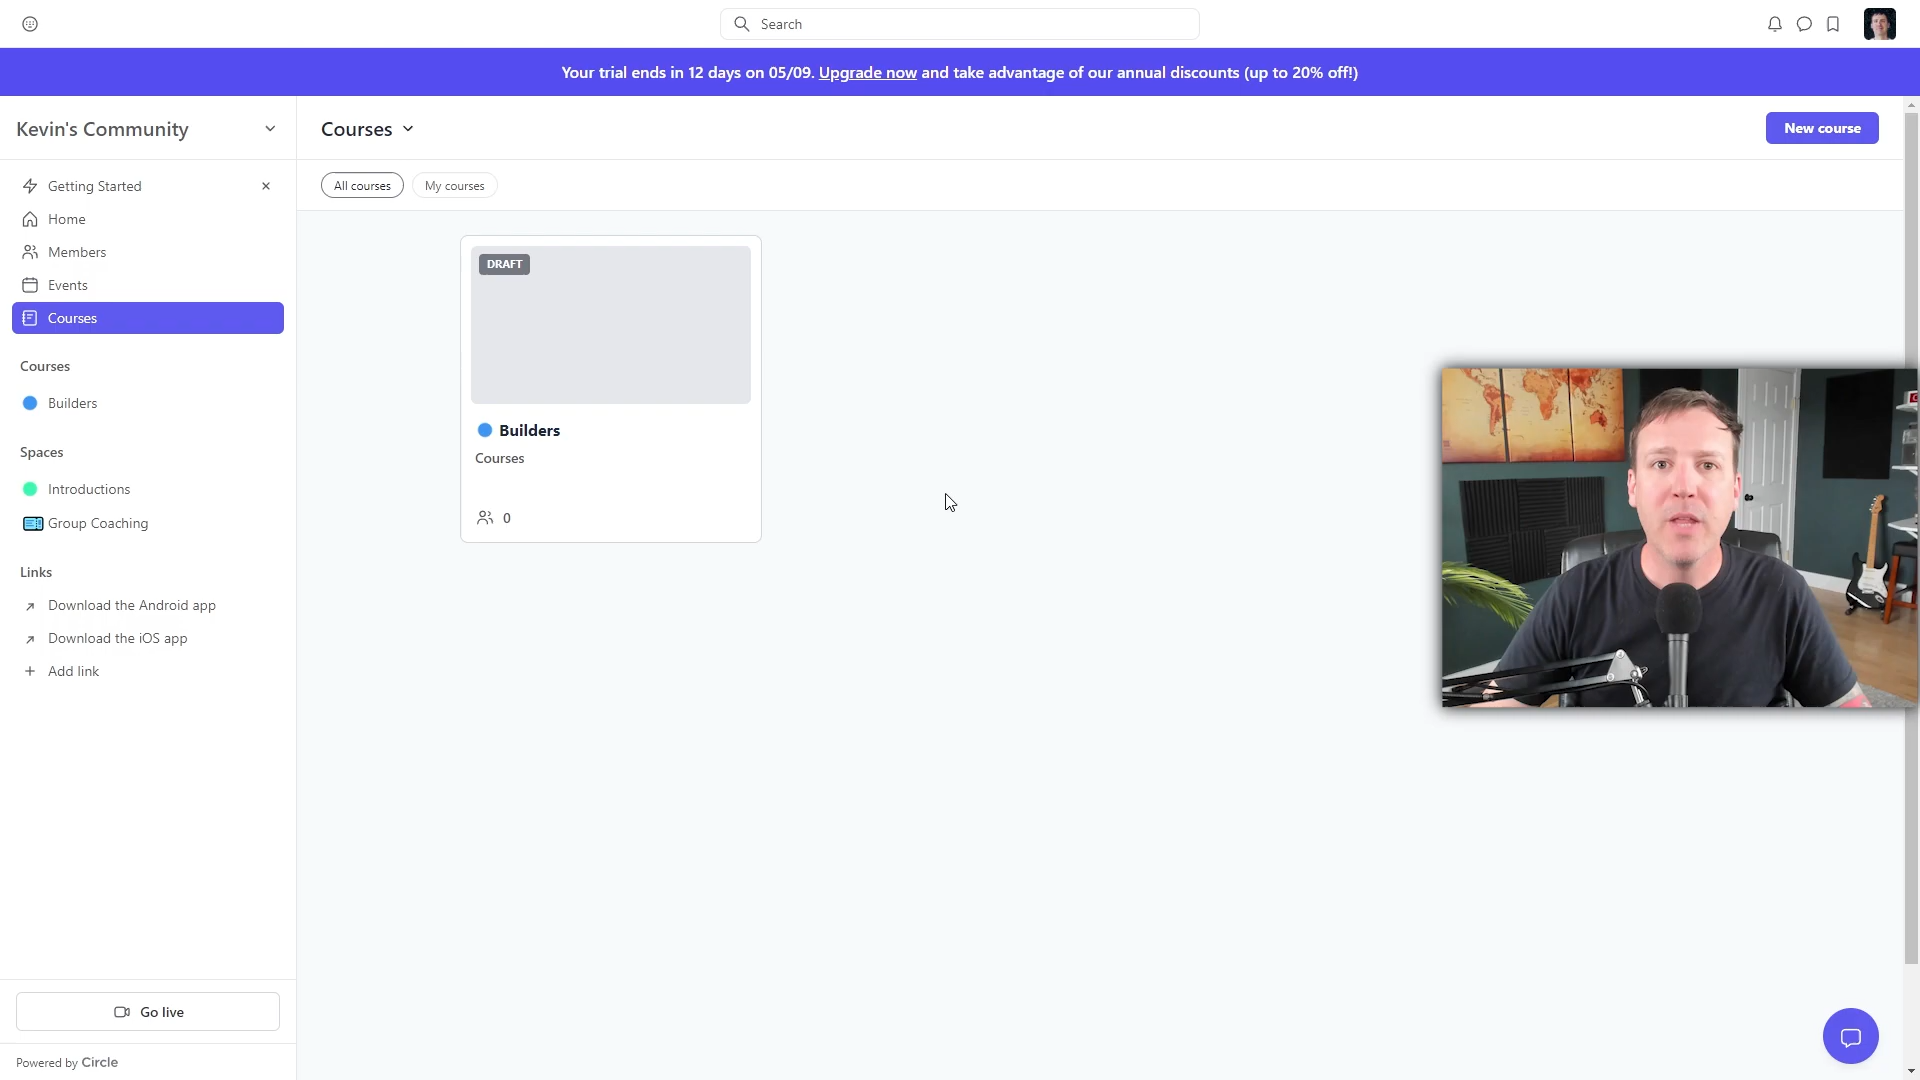 Search
Your trial ends in 12 days on 05/09. Upgrade now and take advantage of our annual discounts (up to 20% off!)
Kevin's Community
Courses
New course
Getting Started
All courses
My courses
Home
Members
Events
Courses
DRAFT
Courses
Builders
Builders
Courses
Spaces
Introductions
Group Coaching
0
Links
Download the Android app
Download the iOS app
Add link
Go live
Powered by Circle